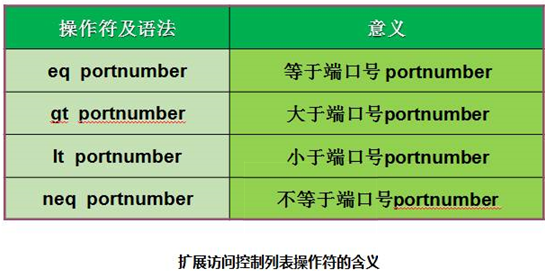 操作符及语法 意义
eq portnumber 等于端口号 portnumber
gt portnumber 大于端口号portnumber
lt portnumber 小于端口号portnumber
neq portnumber 不等于端口号portnumber
扩展访问控制列表操作符的含义